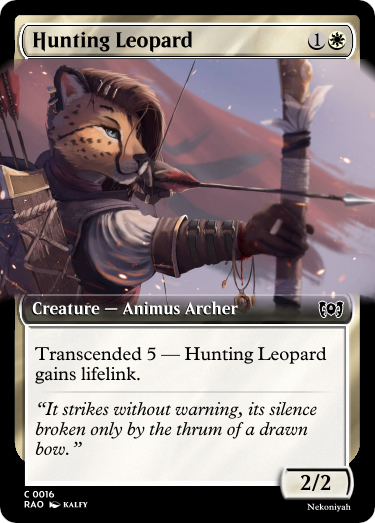 Hunting Leopard 1
Creature — Animus Archer
Transcended 5 — Hunting Leopard
gains lifelink.
“It strikes without warning, its silence
broken only by the thrum of a drawn
bow.”
2/2
C 0016
RAO KALFY
Nekoniyah